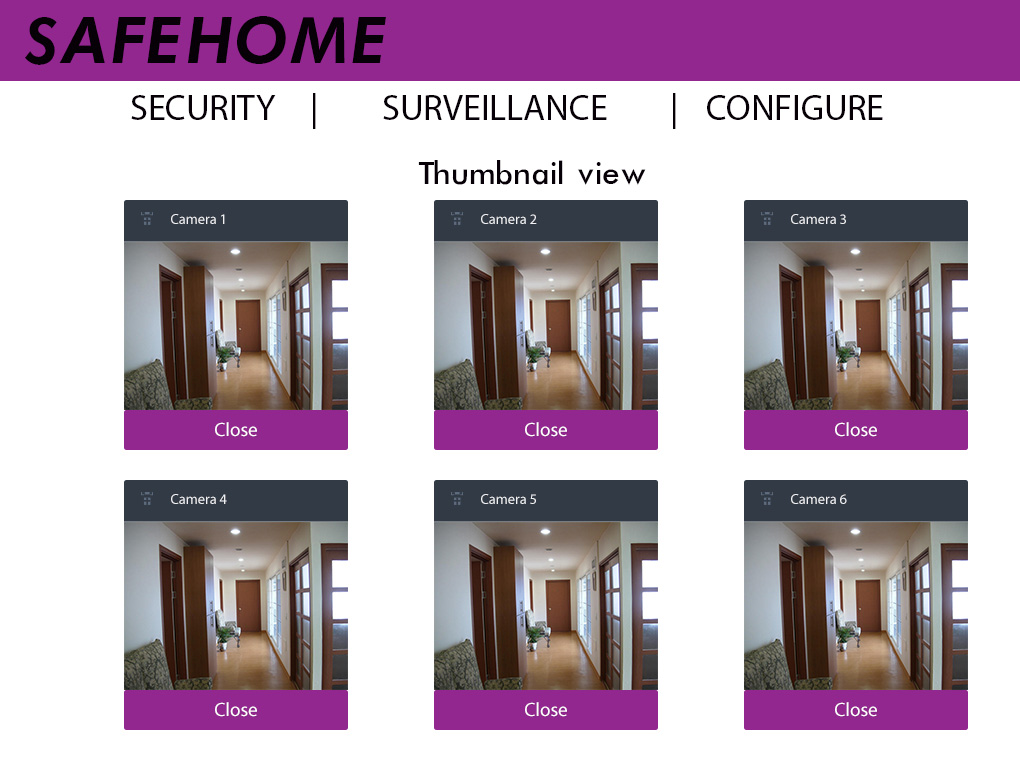 SAFEHOME
SECURITY | SURVEILLANCE | CONFIGURE
Thumbnail view
Camera 1
Camera 2
Camera 3
Close
Close
Close
Camera 4
Camera 5
Camera 6
Close
Close
Close